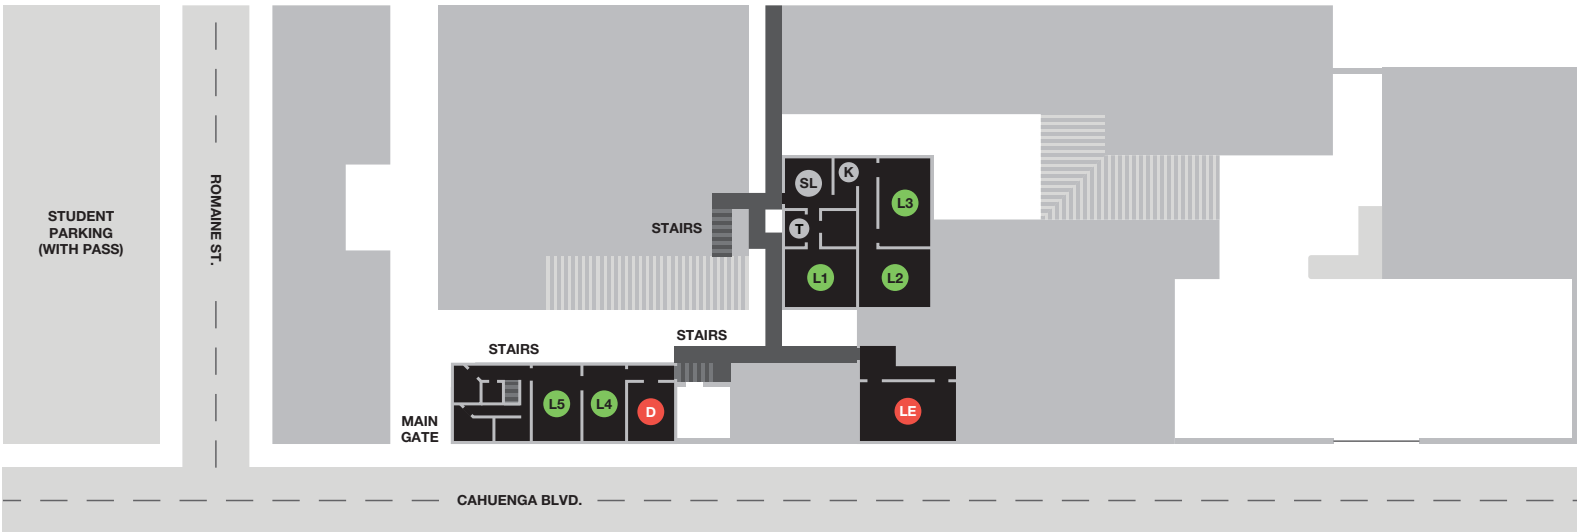 STUDENT
PARKING
(WITH PASS)
ROMAINE ST.
STAIRS
SL
K
L3
T
L1
L2
STAIRS
STAIRS
MAIN
GATE
L5
L4
D
LE
CAHUENGA BLVD.